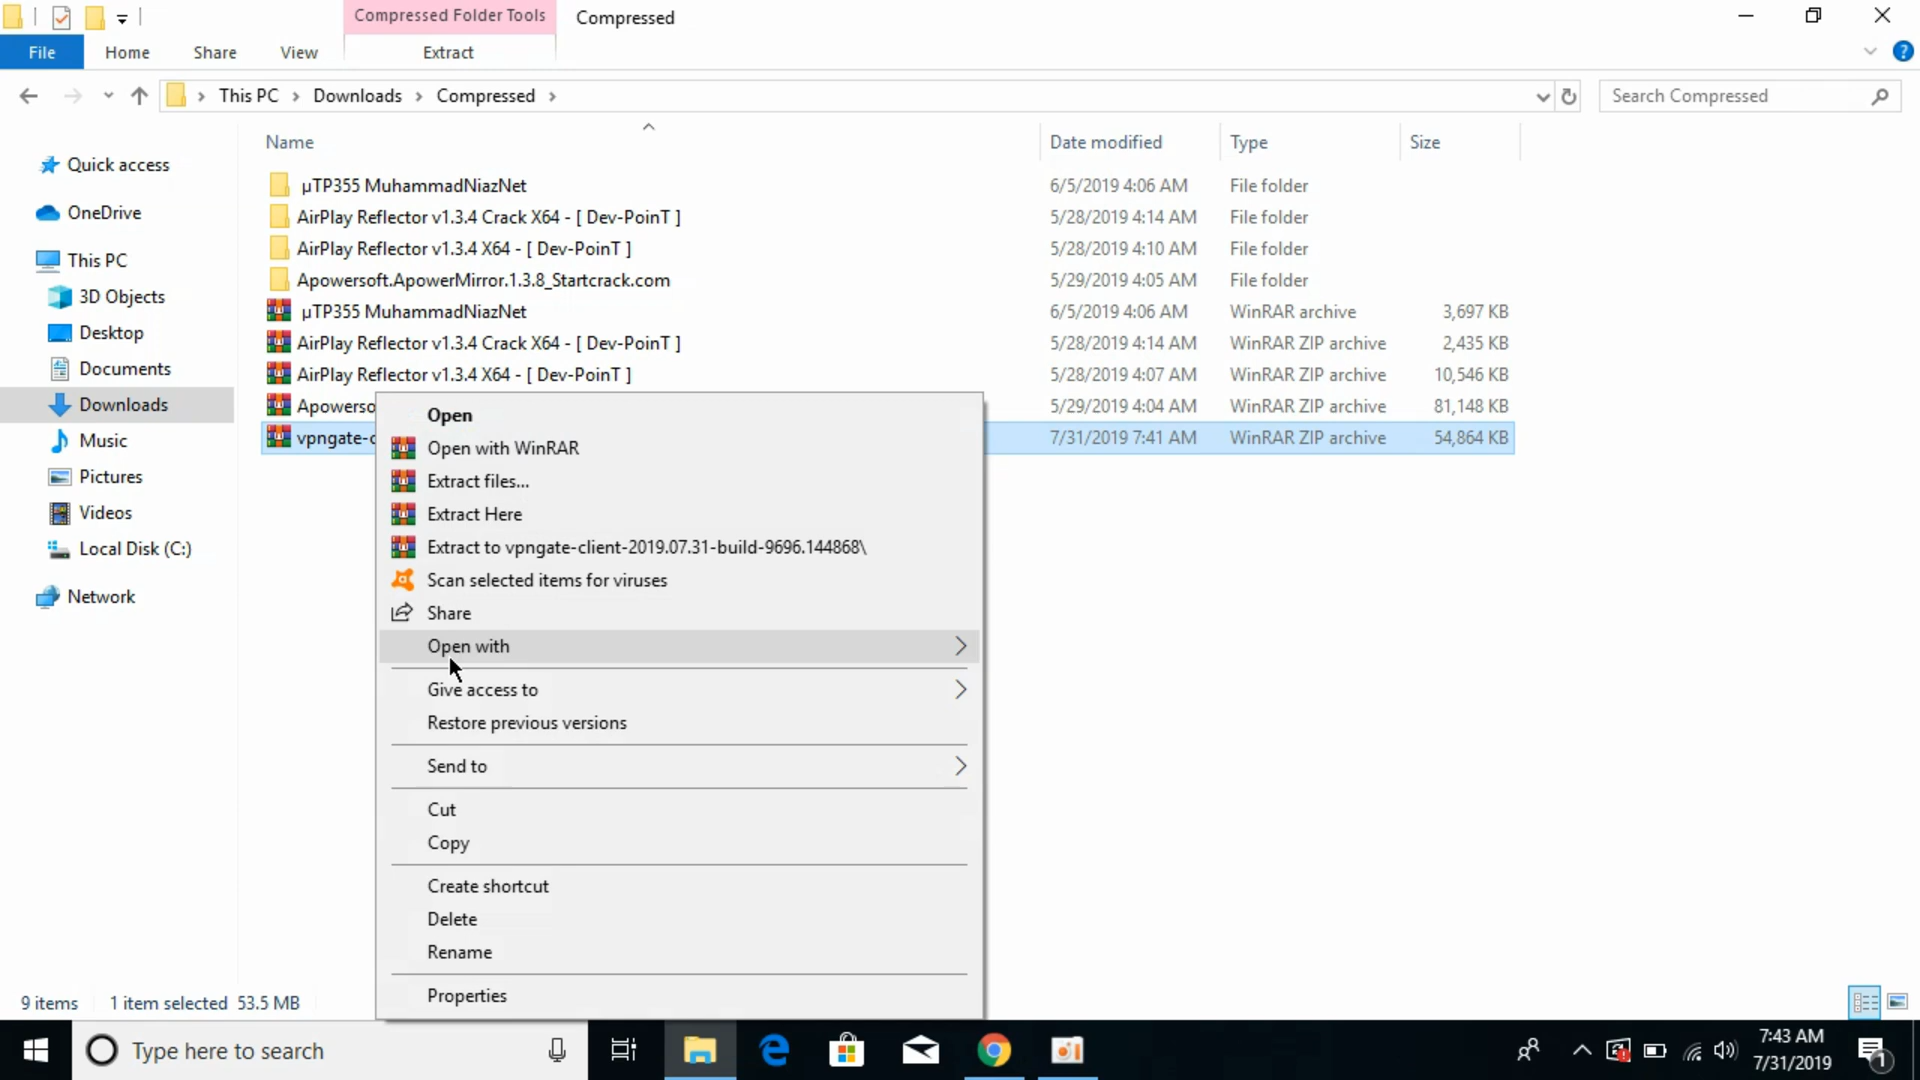 Compressed Folder Tools
Compressed
File
Home
Share
View
Extract
This PC
Downloads
Compressed
Search Compressed
Name
Date modified
Type
Size
Quick access
OneDrive
This PC
3D Objects
Desktop
Documents
Downloads
Music
Pictures
Videos
Local Disk (C:)
Network
µTP355 MuhammadNiazNet 6/5/2019 4:06 AM File folder
AirPlay Reflector v1.3.4 Crack X64 - [ Dev-PoinT ] 5/28/2019 4:14 AM File folder
AirPlay Reflector v1.3.4 X64 - [ Dev-PoinT ] 5/28/2019 4:10 AM File folder
Apowersoft.ApowerMirror.1.3.8_Startcrack.com 5/29/2019 4:05 AM File folder
µTP355 MuhammadNiazNet 6/5/2019 4:06 AM WinRAR archive 3,697 KB
AirPlay Reflector v1.3.4 Crack X64 - [ Dev-PoinT ] 5/28/2019 4:14 AM WinRAR ZIP archive 2,435 KB
AirPlay Reflector v1.3.4 X64 - [ Dev-PoinT ] 5/28/2019 4:07 AM WinRAR ZIP archive 10,546 KB
Apowerso 5/29/2019 4:04 AM WinRAR ZIP archive 81,148 KB
vpngate-c 7/31/2019 7:41 AM WinRAR ZIP archive 54,864 KB
Open
Open with WinRAR
Extract files...
Extract Here
Extract to vpngate-client-2019.07.31-build-9696.144868\
Scan selected items for viruses
Share
Open with
Give access to
Restore previous versions
Send to
Cut
Copy
Create shortcut
Delete
Rename
Properties
9 items 1 item selected 53.5 MB
Type here to search
7:43 AM
7/31/2019
1